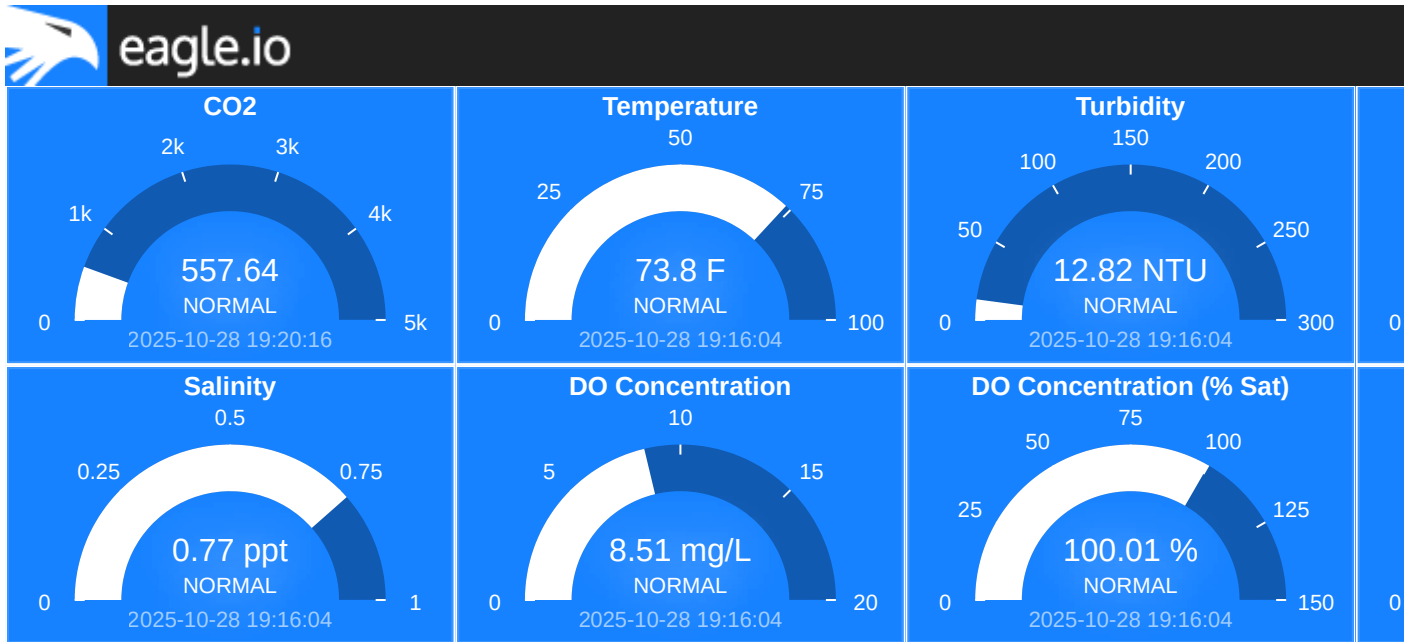 eagle.io
CO2
2k
3k
1k
4k
557.64
NORMAL
0
5k
2025-10-28 19:20:16
Temperature
50
25
75
73.8 F
NORMAL
0
100
2025-10-28 19:16:04
Turbidity
150
100
200
50
250
12.82 NTU
NORMAL
0
300
2025-10-28 19:16:04
0
Salinity
0.5
0.25
0.75
0.77 ppt
NORMAL
0
1
2025-10-28 19:16:04
DO Concentration
10
5
15
8.51 mg/L
NORMAL
0
20
2025-10-28 19:16:04
DO Concentration (% Sat)
75
50
100
25
125
100.01 %
NORMAL
0
150
2025-10-28 19:16:04
0